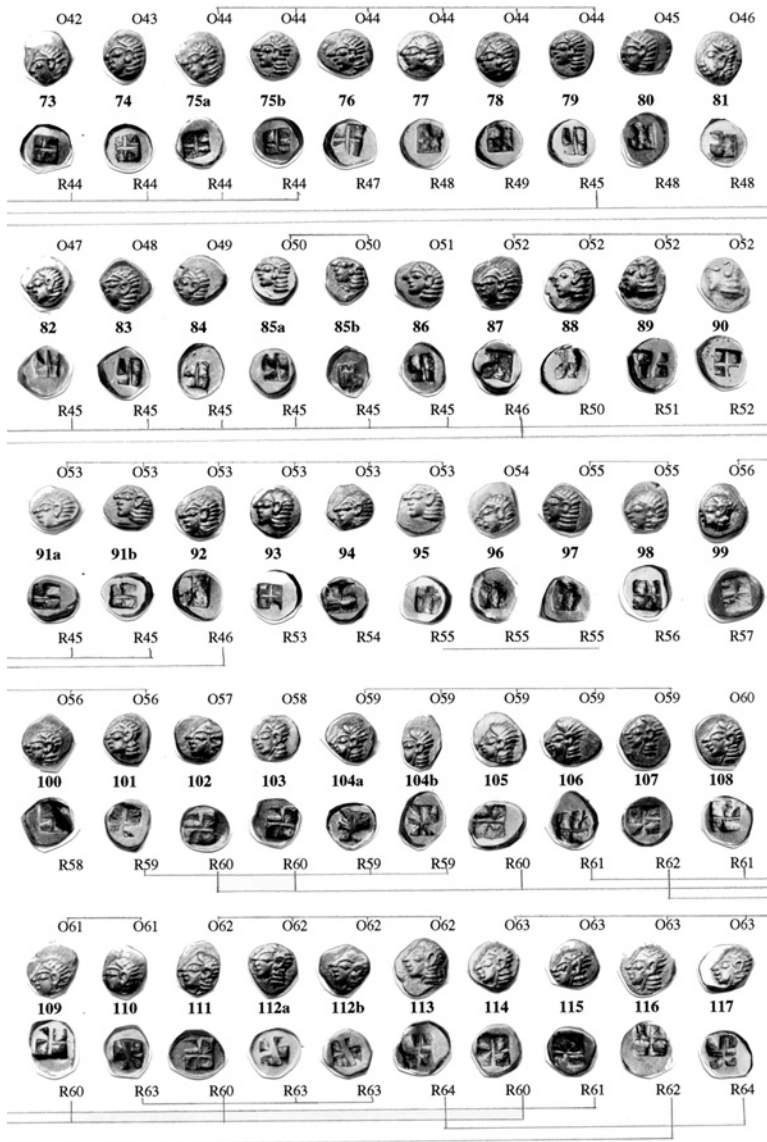 O42 O43 O44 O44 O44 O44 O44 O44 O45 O46
73 74 75a 75b 76 77 78 79 80 81
R44 R44 R44 R44 R47 R48 R49 R45 R48 R48
O47 O48 O49 O50 O50 O51 O52 O52 O52 O52
82 83 84 85a 85b 86 87 88 89 90
R45 R45 R45 R45 R45 R45 R46 R50 R51 R52
O53 O53 O53 O53 O53 O53 O54 O55 O55 O56
91a 91b 92 93 94 95 96 97 98 99
R45 R45 R46 R53 R54 R55 R55 R55 R56 R57
O56 O56 O57 O58 O59 O59 O59 O59 O59 O60
100 101 102 103 104a 104b 105 106 107 108
R58 R59 R60 R60 R59 R59 R60 R61 R62 R61
O61 O61 O62 O62 O62 O62 O63 O63 O63 O63
109 110 111 112a 112b 113 114 115 116 117
R60 R63 R60 R63 R63 R64 R60 R61 R62 R64